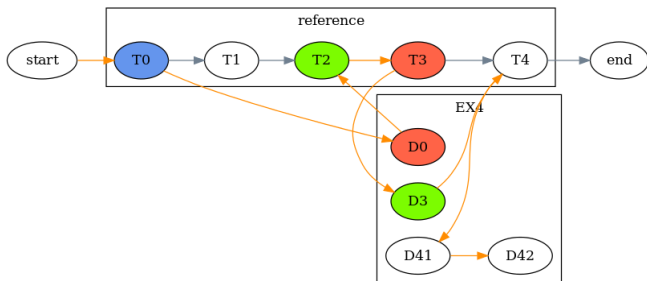 reference
start T0 T1 T2 T3 T4 end
EX4
D0
D3
D41 D42